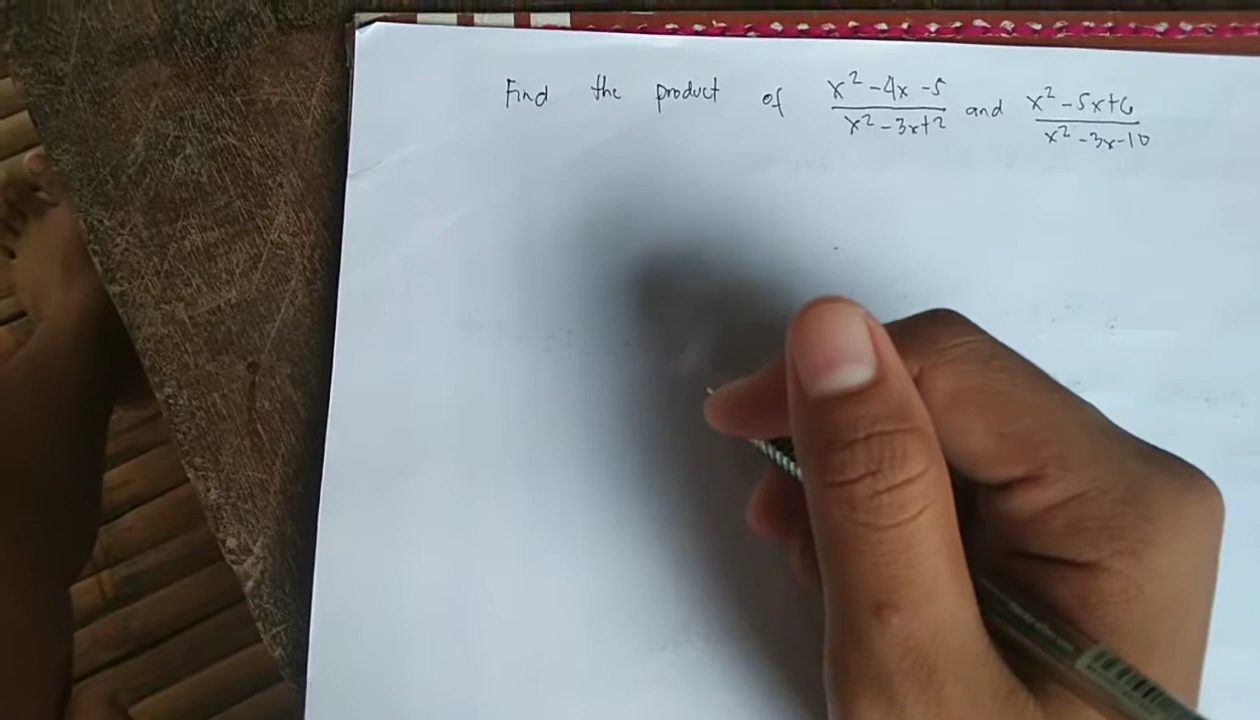 Find the product of x² - 4x - 5 / x² - 3x + 2 and x² - 5x + 6 / x² - 3x - 10